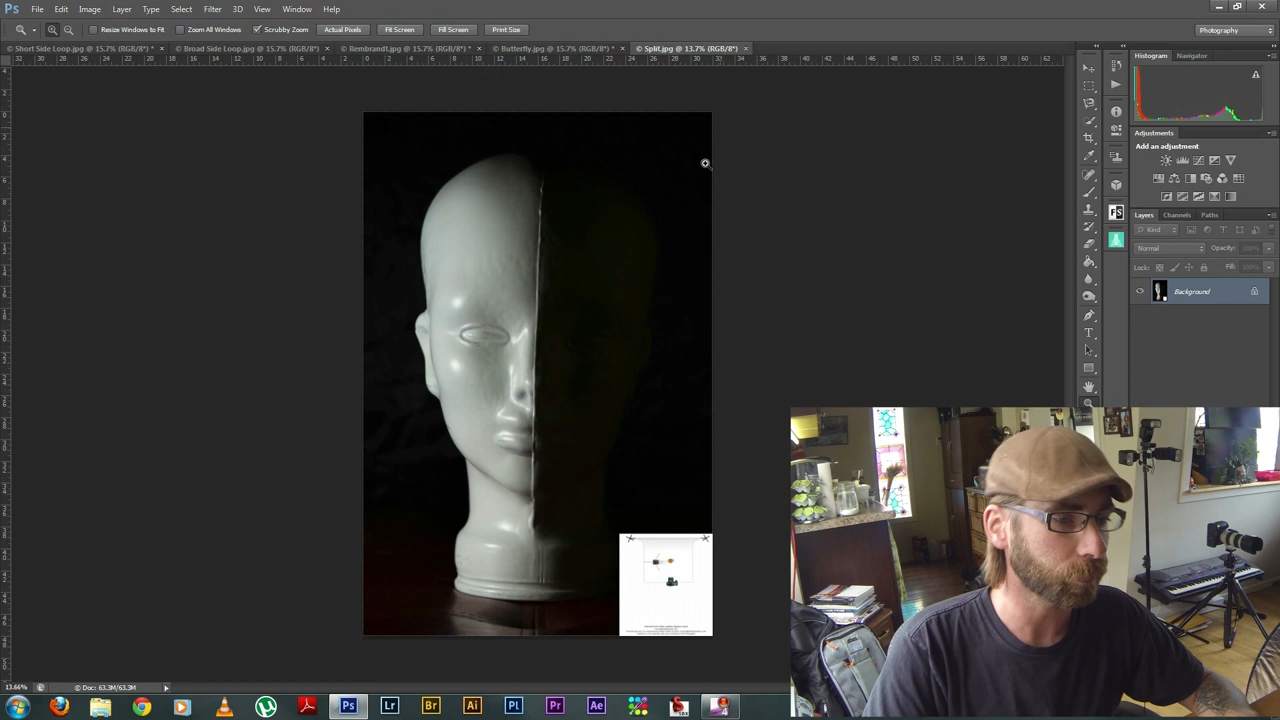 Ps File Edit Image Layer Type Select Filter 3D View Window Help
Resize Windows to Fit Zoom All Windows Scrubby Zoom Actual Pixels Fit Screen Fill Screen Print Size Photography
Short Side Loop.jpg @ 15.7% (RGB/8*) * × Broad Side Loop.jpg @ 15.7% (RGB/8*) × Rembrandt.jpg @ 15.7% (RGB/8*) * × Butterfly.jpg @ 15.7% (RGB/8*) * × Split.jpg @ 13.7% (RGB/8*) ×
Histogram Navigator
Adjustments
Add an adjustment
Layers Channels Paths
Kind
Normal Opacity: 100%
Lock: Fill: 100%
Background
13.66% Doc: 63.3M/63.3M
Ps Lr Br Ai Pl Pr Ae